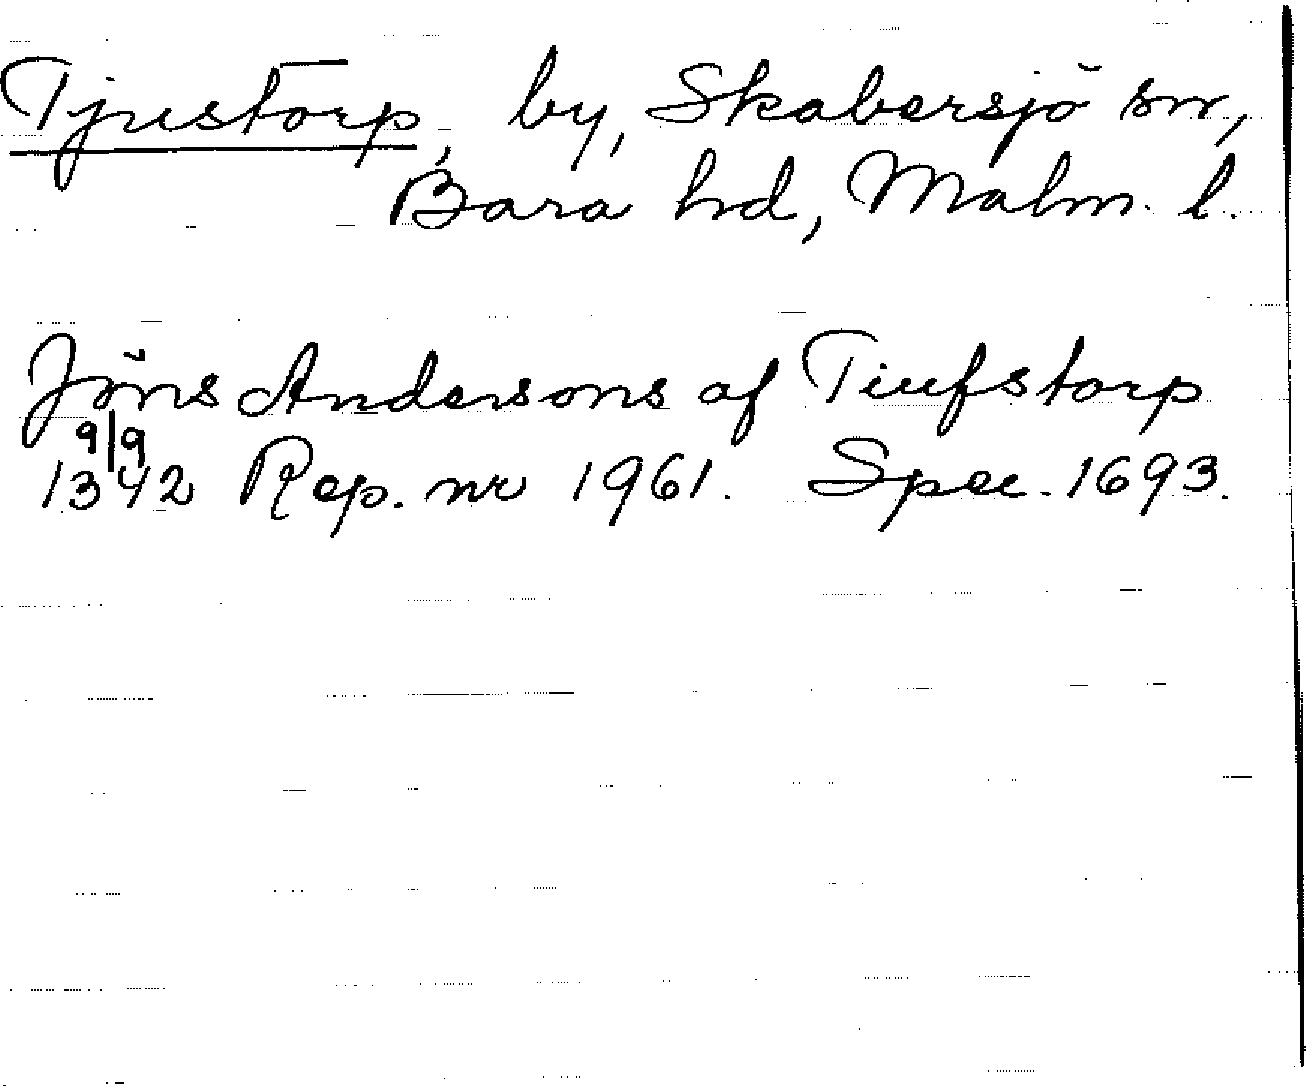 Tjustorp, by, Skabersjö sn,
Bara hd, Malm. l.
Jöns Andersons af Tiufstorp
9/9
1342 Rep. nr 1961. Spec. 1693.